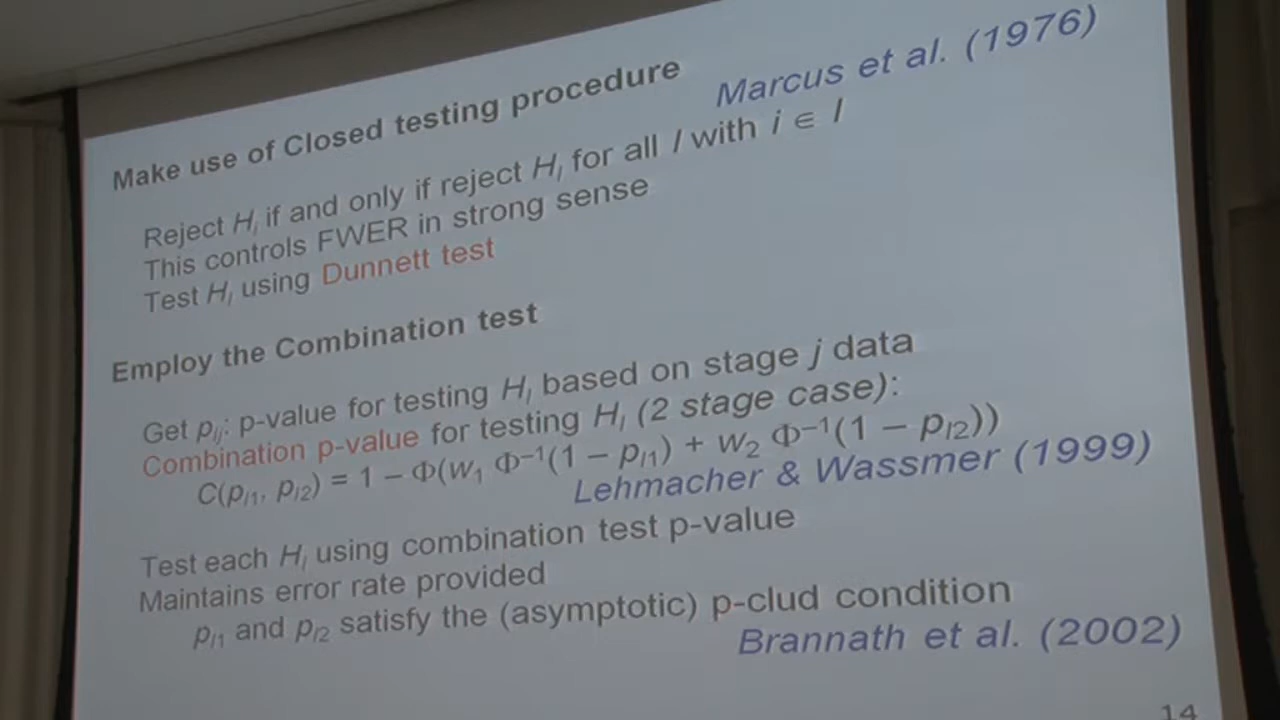 Make use of Closed testing procedure
Marcus et al. (1976)
Reject Hᵢ if and only if reject H_I for all I with i ∈ I
This controls FWER in strong sense
Test H_I using Dunnett test
Employ the Combination test
Get p_Ij: p-value for testing H_I based on stage j data
Combination p-value for testing H_I (2 stage case):
C(p_I1, p_I2) = 1 – Φ(w₁ Φ⁻¹(1 – p_I1) + w₂ Φ⁻¹(1 – p_I2))
Lehmacher & Wassmer (1999)
Test each H_I using combination test p-value
Maintains error rate provided
p_I1 and p_I2 satisfy the (asymptotic) p-clud condition
Brannath et al. (2002)
14